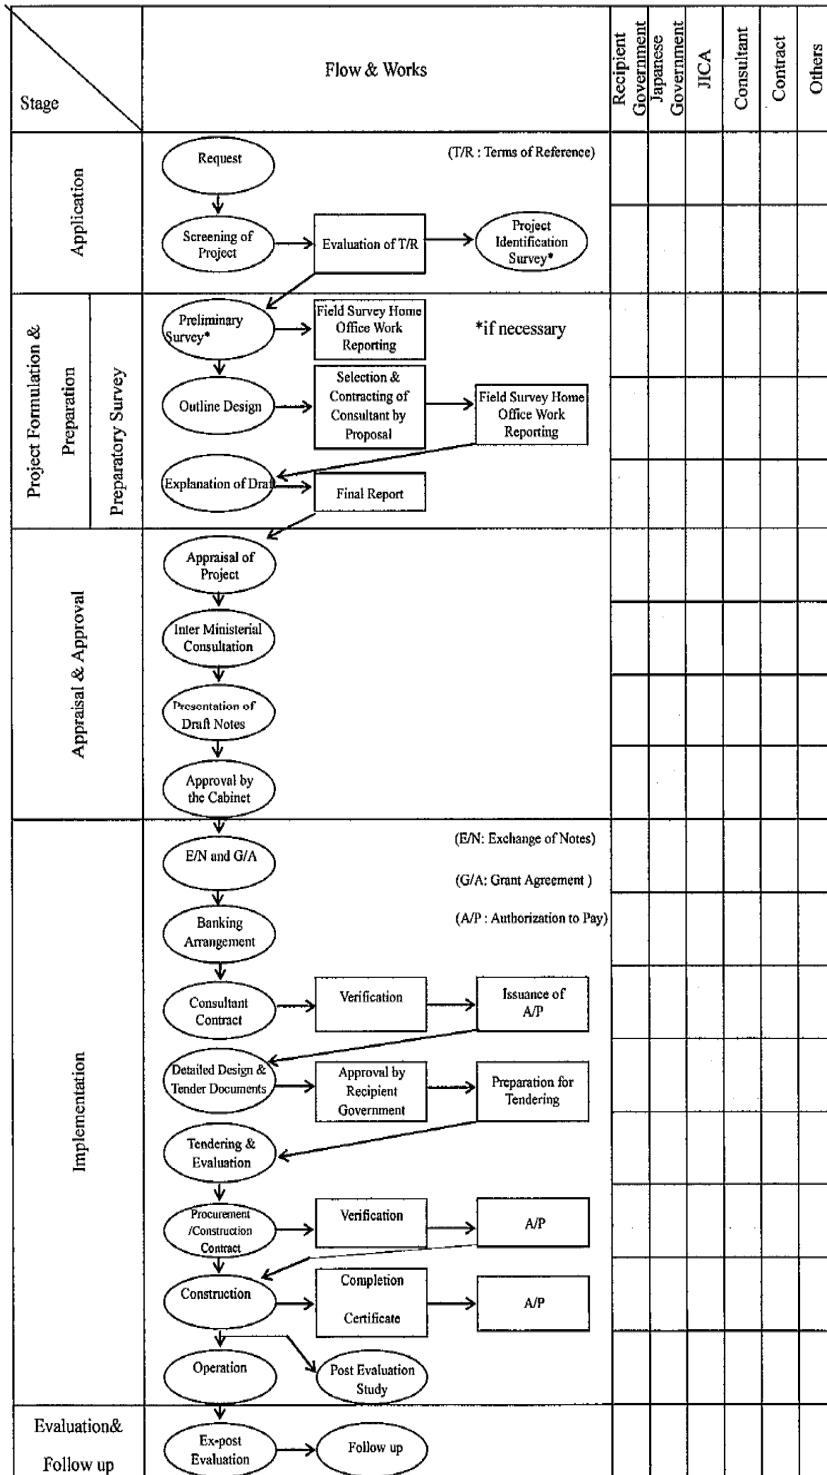 Stage
Flow & Works
Recipient
Government
Japanese
Government
JICA
Consultant
Contract
Others
Application
Request
(T/R : Terms of Reference)
Screening of
Project
Evaluation of T/R
Project
Identification
Survey*
Project Formulation &
Preparation
Preparatory Survey
Preliminary
Survey*
Field Survey Home
Office Work
Reporting
*if necessary
Outline Design
Selection &
Contracting of
Consultant by
Proposal
Field Survey Home
Office Work
Reporting
Explanation of Draft
Final Report
Appraisal & Approval
Appraisal of
Project
Inter Ministerial
Consultation
Presentation of
Draft Notes
Approval by
the Cabinet
Implementation
E/N and G/A
(E/N: Exchange of Notes)
(G/A: Grant Agreement )
(A/P : Authorization to Pay)
Banking
Arrangement
Consultant
Contract
Verification
Issuance of
A/P
Detailed Design &
Tender Documents
Approval by
Recipient
Government
Preparation for
Tendering
Tendering &
Evaluation
Procurement
/Construction
Contract
Verification
A/P
Construction
Completion
Certificate
A/P
Operation
Post Evaluation
Study
Evaluation&
Follow up
Ex-post
Evaluation
Follow up